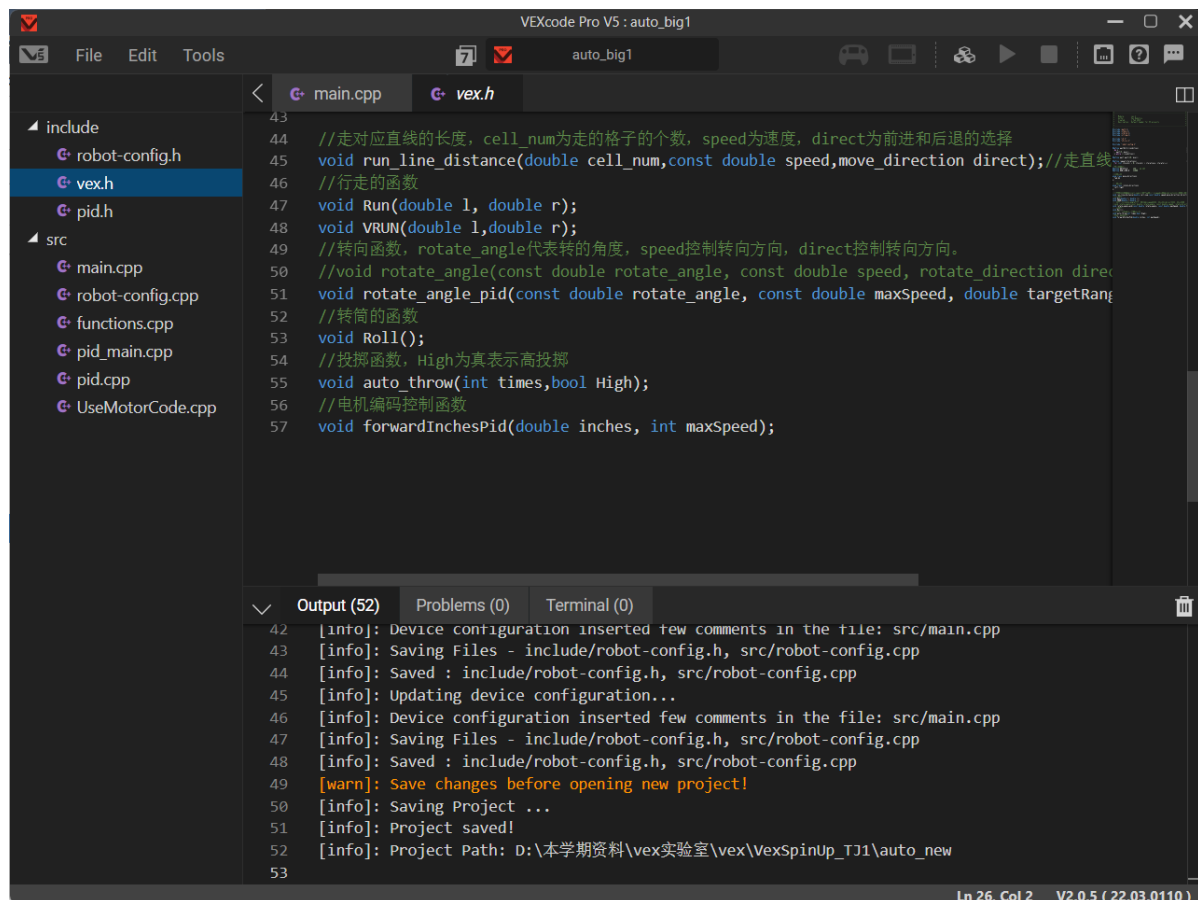 VEXcode Pro V5 : auto_big1
V5 File Edit Tools 7 auto_big1
main.cpp vex.h
include
robot-config.h
vex.h
pid.h
src
main.cpp
robot-config.cpp
functions.cpp
pid_main.cpp
pid.cpp
UseMotorCode.cpp
43
44 //走对应直线的长度，cell_num为走的格子的个数，speed为速度，direct为前进和后退的选择
45 void run_line_distance(double cell_num,const double speed,move_direction direct);//走直线
46 //行走的函数
47 void Run(double l, double r);
48 void VRUN(double l,double r);
49 //转向函数，rotate_angle代表转的角度，speed控制转向方向，direct控制转向方向。
50 //void rotate_angle(const double rotate_angle, const double speed, rotate_direction direc
51 void rotate_angle_pid(const double rotate_angle, const double maxSpeed, double targetRang
52 //转筒的函数
53 void Roll();
54 //投掷函数，High为真表示高投掷
55 void auto_throw(int times,bool High);
56 //电机编码控制函数
57 void forwardInchesPid(double inches, int maxSpeed);
Output (52) Problems (0) Terminal (0)
42 [info]: Device configuration inserted few comments in the file: src/main.cpp
43 [info]: Saving Files - include/robot-config.h, src/robot-config.cpp
44 [info]: Saved : include/robot-config.h, src/robot-config.cpp
45 [info]: Updating device configuration...
46 [info]: Device configuration inserted few comments in the file: src/main.cpp
47 [info]: Saving Files - include/robot-config.h, src/robot-config.cpp
48 [info]: Saved : include/robot-config.h, src/robot-config.cpp
49 [warn]: Save changes before opening new project!
50 [info]: Saving Project ...
51 [info]: Project saved!
52 [info]: Project Path: D:\本学期资料\vex实验室\vex\VexSpinUp_TJ1\auto_new
53
Ln 26, Col 2 V2.0.5 ( 22.03.0110 )